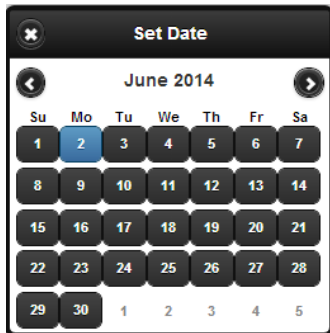 Set Date
June 2014
Su Mo Tu We Th Fr Sa
1 2 3 4 5 6 7
8 9 10 11 12 13 14
15 16 17 18 19 20 21
22 23 24 25 26 27 28
29 30 1 2 3 4 5